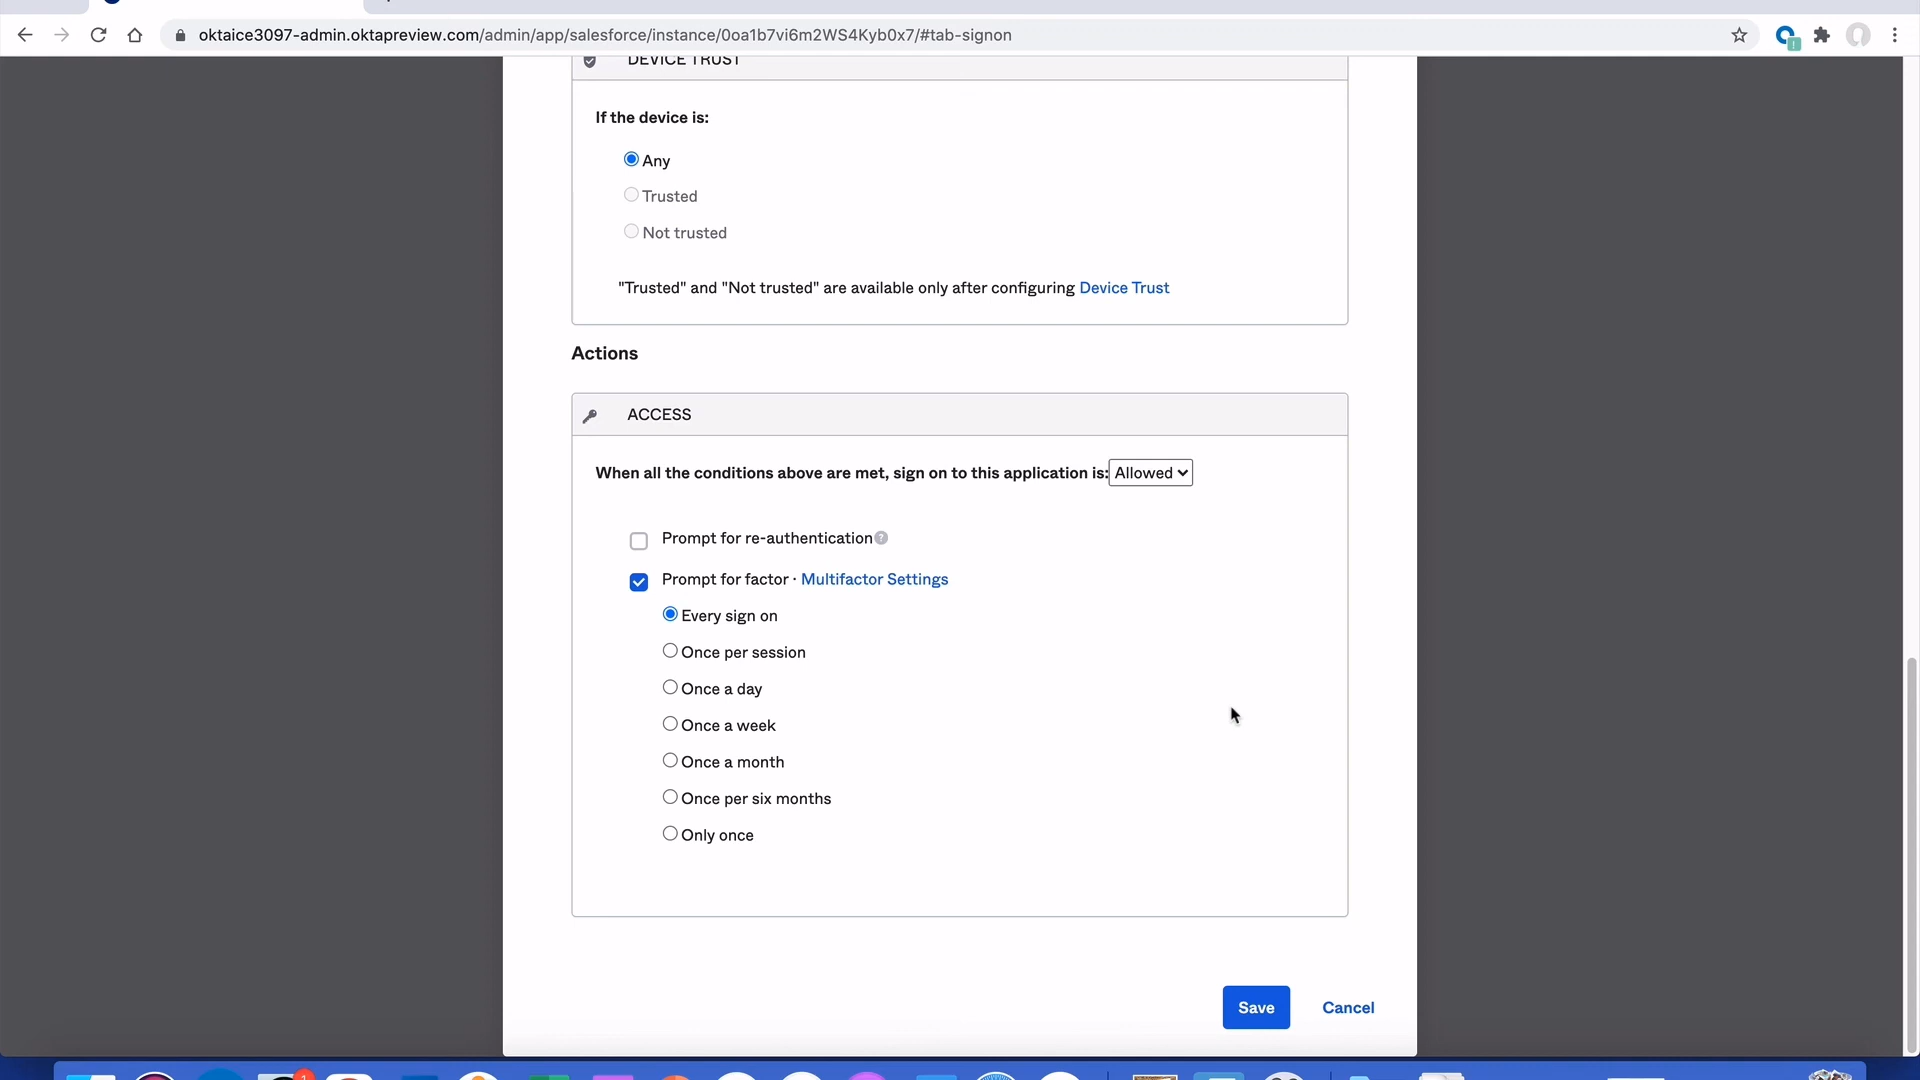 oktaice3097-admin.oktapreview.com/admin/app/salesforce/instance/0oa1b7vi6m2WS4Kyb0x7/#tab-signon
DEVICE TRUST
If the device is:
Any
Trusted
Not trusted
"Trusted" and "Not trusted" are available only after configuring Device Trust
Actions
ACCESS
When all the conditions above are met, sign on to this application is: Allowed
Prompt for re-authentication ?
Prompt for factor · Multifactor Settings
Every sign on
Once per session
Once a day
Once a week
Once a month
Once per six months
Only once
Save Cancel
1